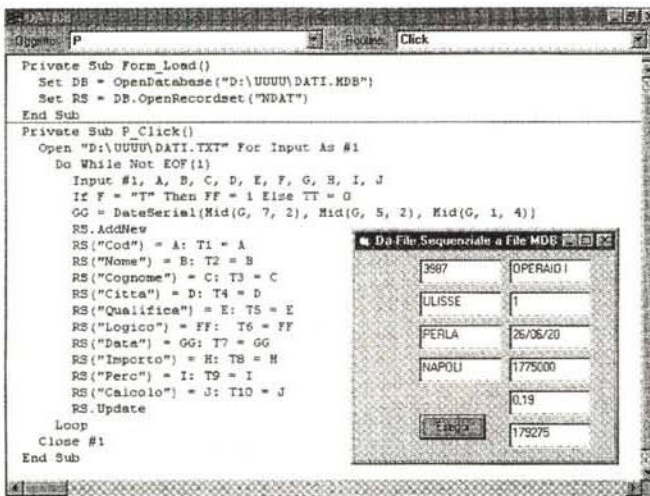 Oggetto: P Routine: Click
Private Sub Form_Load()
Set DB = OpenDatabase("D:\UUUU\DATI.MDB")
Set RS = DB.OpenRecordset("NDAT")
End Sub
Private Sub P_Click()
Open "D:\UUUU\DATI.TXT" For Input As #1
Do While Not EOF(1)
Input #1, A, B, C, D, E, F, G, H, I, J
If F = "T" Then FF = 1 Else TT = 0
GG = DateSerial(Mid(G, 7, 2), Mid(G, 5, 2), Mid(G, 1, 4))
RS.AddNew
RS("Cod") = A: T1 = A
RS("Nome") = B: T2 = B
RS("Cognome") = C: T3 = C
RS("Citta") = D: T4 = D
RS("Qualifica") = E: T5 = E
RS("Logico") = FF: T6 = FF
RS("Data") = GG: T7 = GG
RS("Importo") = H: T8 = H
RS("Perc") = I: T9 = I
RS("Calcolo") = J: T10 = J
RS.Update
Loop
Close #1
End Sub
Da File Sequenziale a File MDB
3987 OPERAIO I
ULISSE 1
PERLA 26/06/20
NAPOLI 1775000
0,19
Esegui 179275